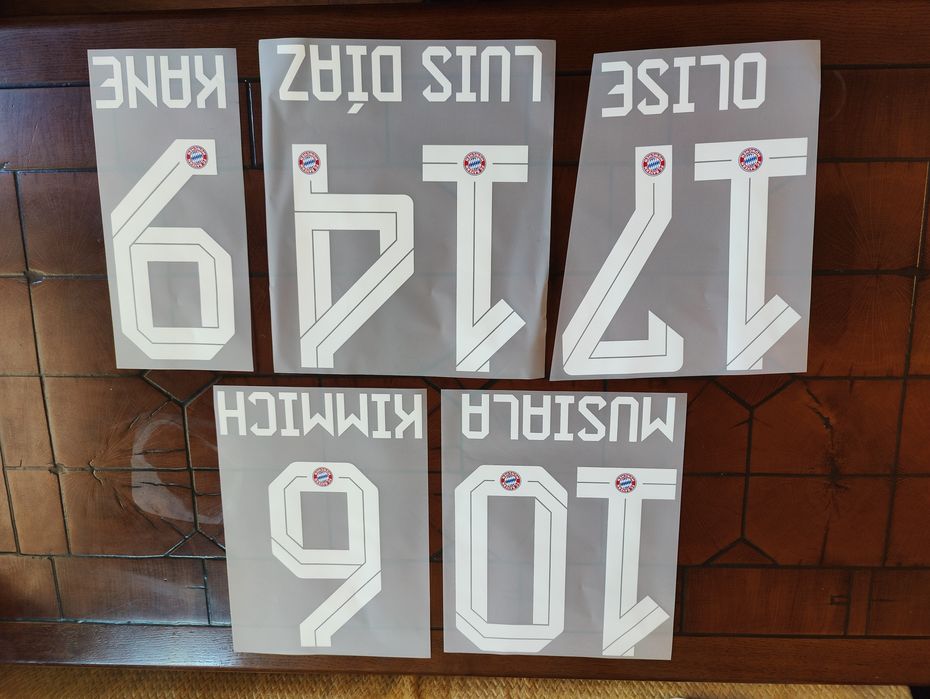 10
MUSIALA
6
KIMMICH
17
OLISE
14
LUIS DÍAZ
9
KANE